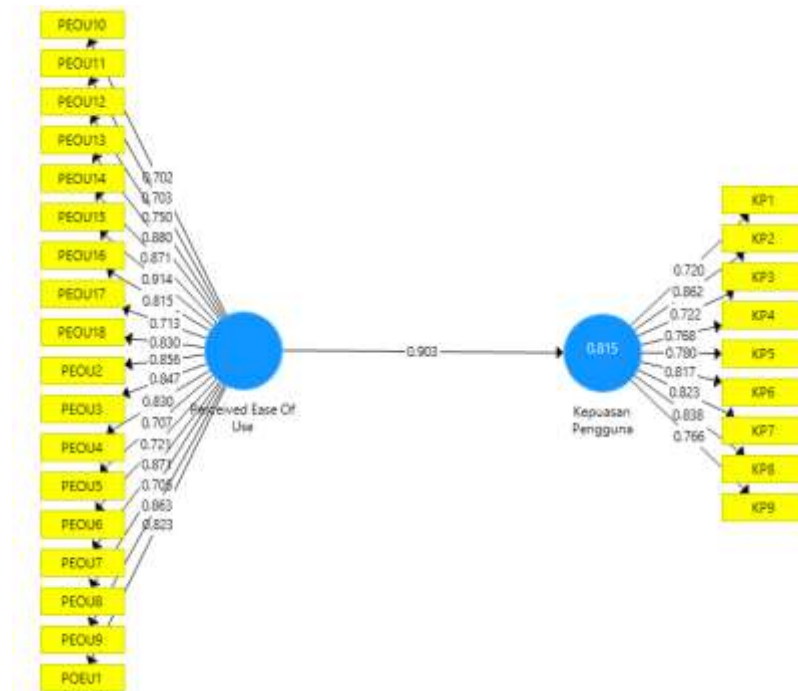 PEOU10
PEOU11
PEOU12
PEOU13
PEOU14
PEOU15
PEOU16
PEOU17
PEOU18
PEOU2
PEOU3
PEOU4
PEOU5
PEOU6
PEOU7
PEOU8
PEOU9
POEU1
0.702
0.703
0.750
0.880
0.871
0.914
0.815
0.713
0.830
0.856
0.847
0.830
0.707
0.721
0.871
0.863
0.823
Perceived Ease Of
Use
0.903
0.815
Kepuasan
Pengguna
0.720
0.862
0.722
0.768
0.780
0.817
0.823
0.838
0.766
KP1
KP2
KP3
KP4
KP5
KP6
KP7
KP8
KP9